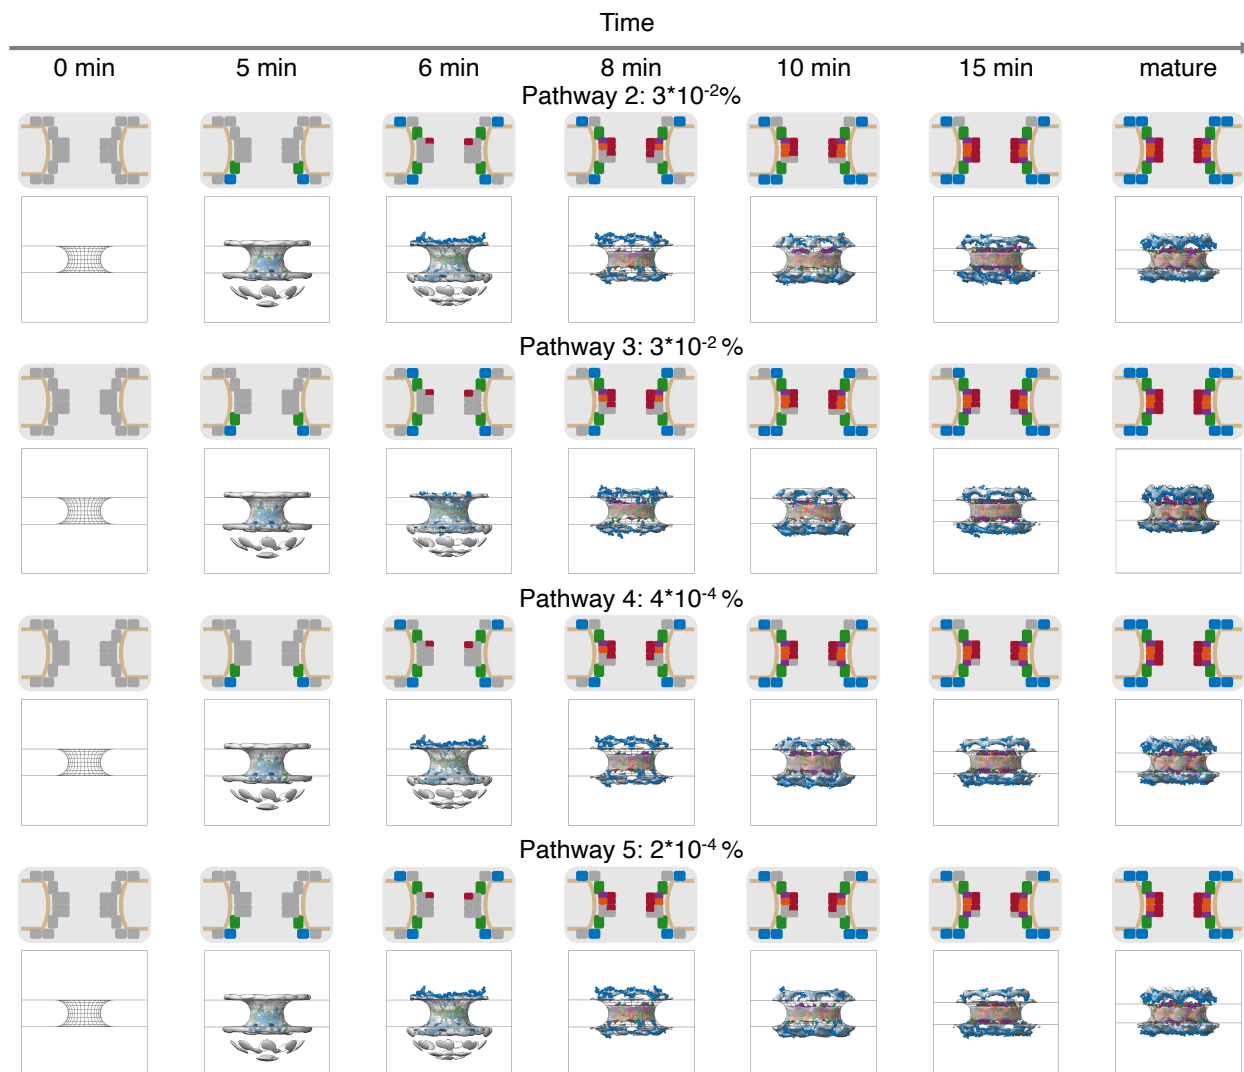 Time
0 min 5 min 6 min 8 min 10 min 15 min mature
Pathway 2: 3*10⁻²%
Pathway 3: 3*10⁻² %
Pathway 4: 4*10⁻⁴ %
Pathway 5: 2*10⁻⁴ %